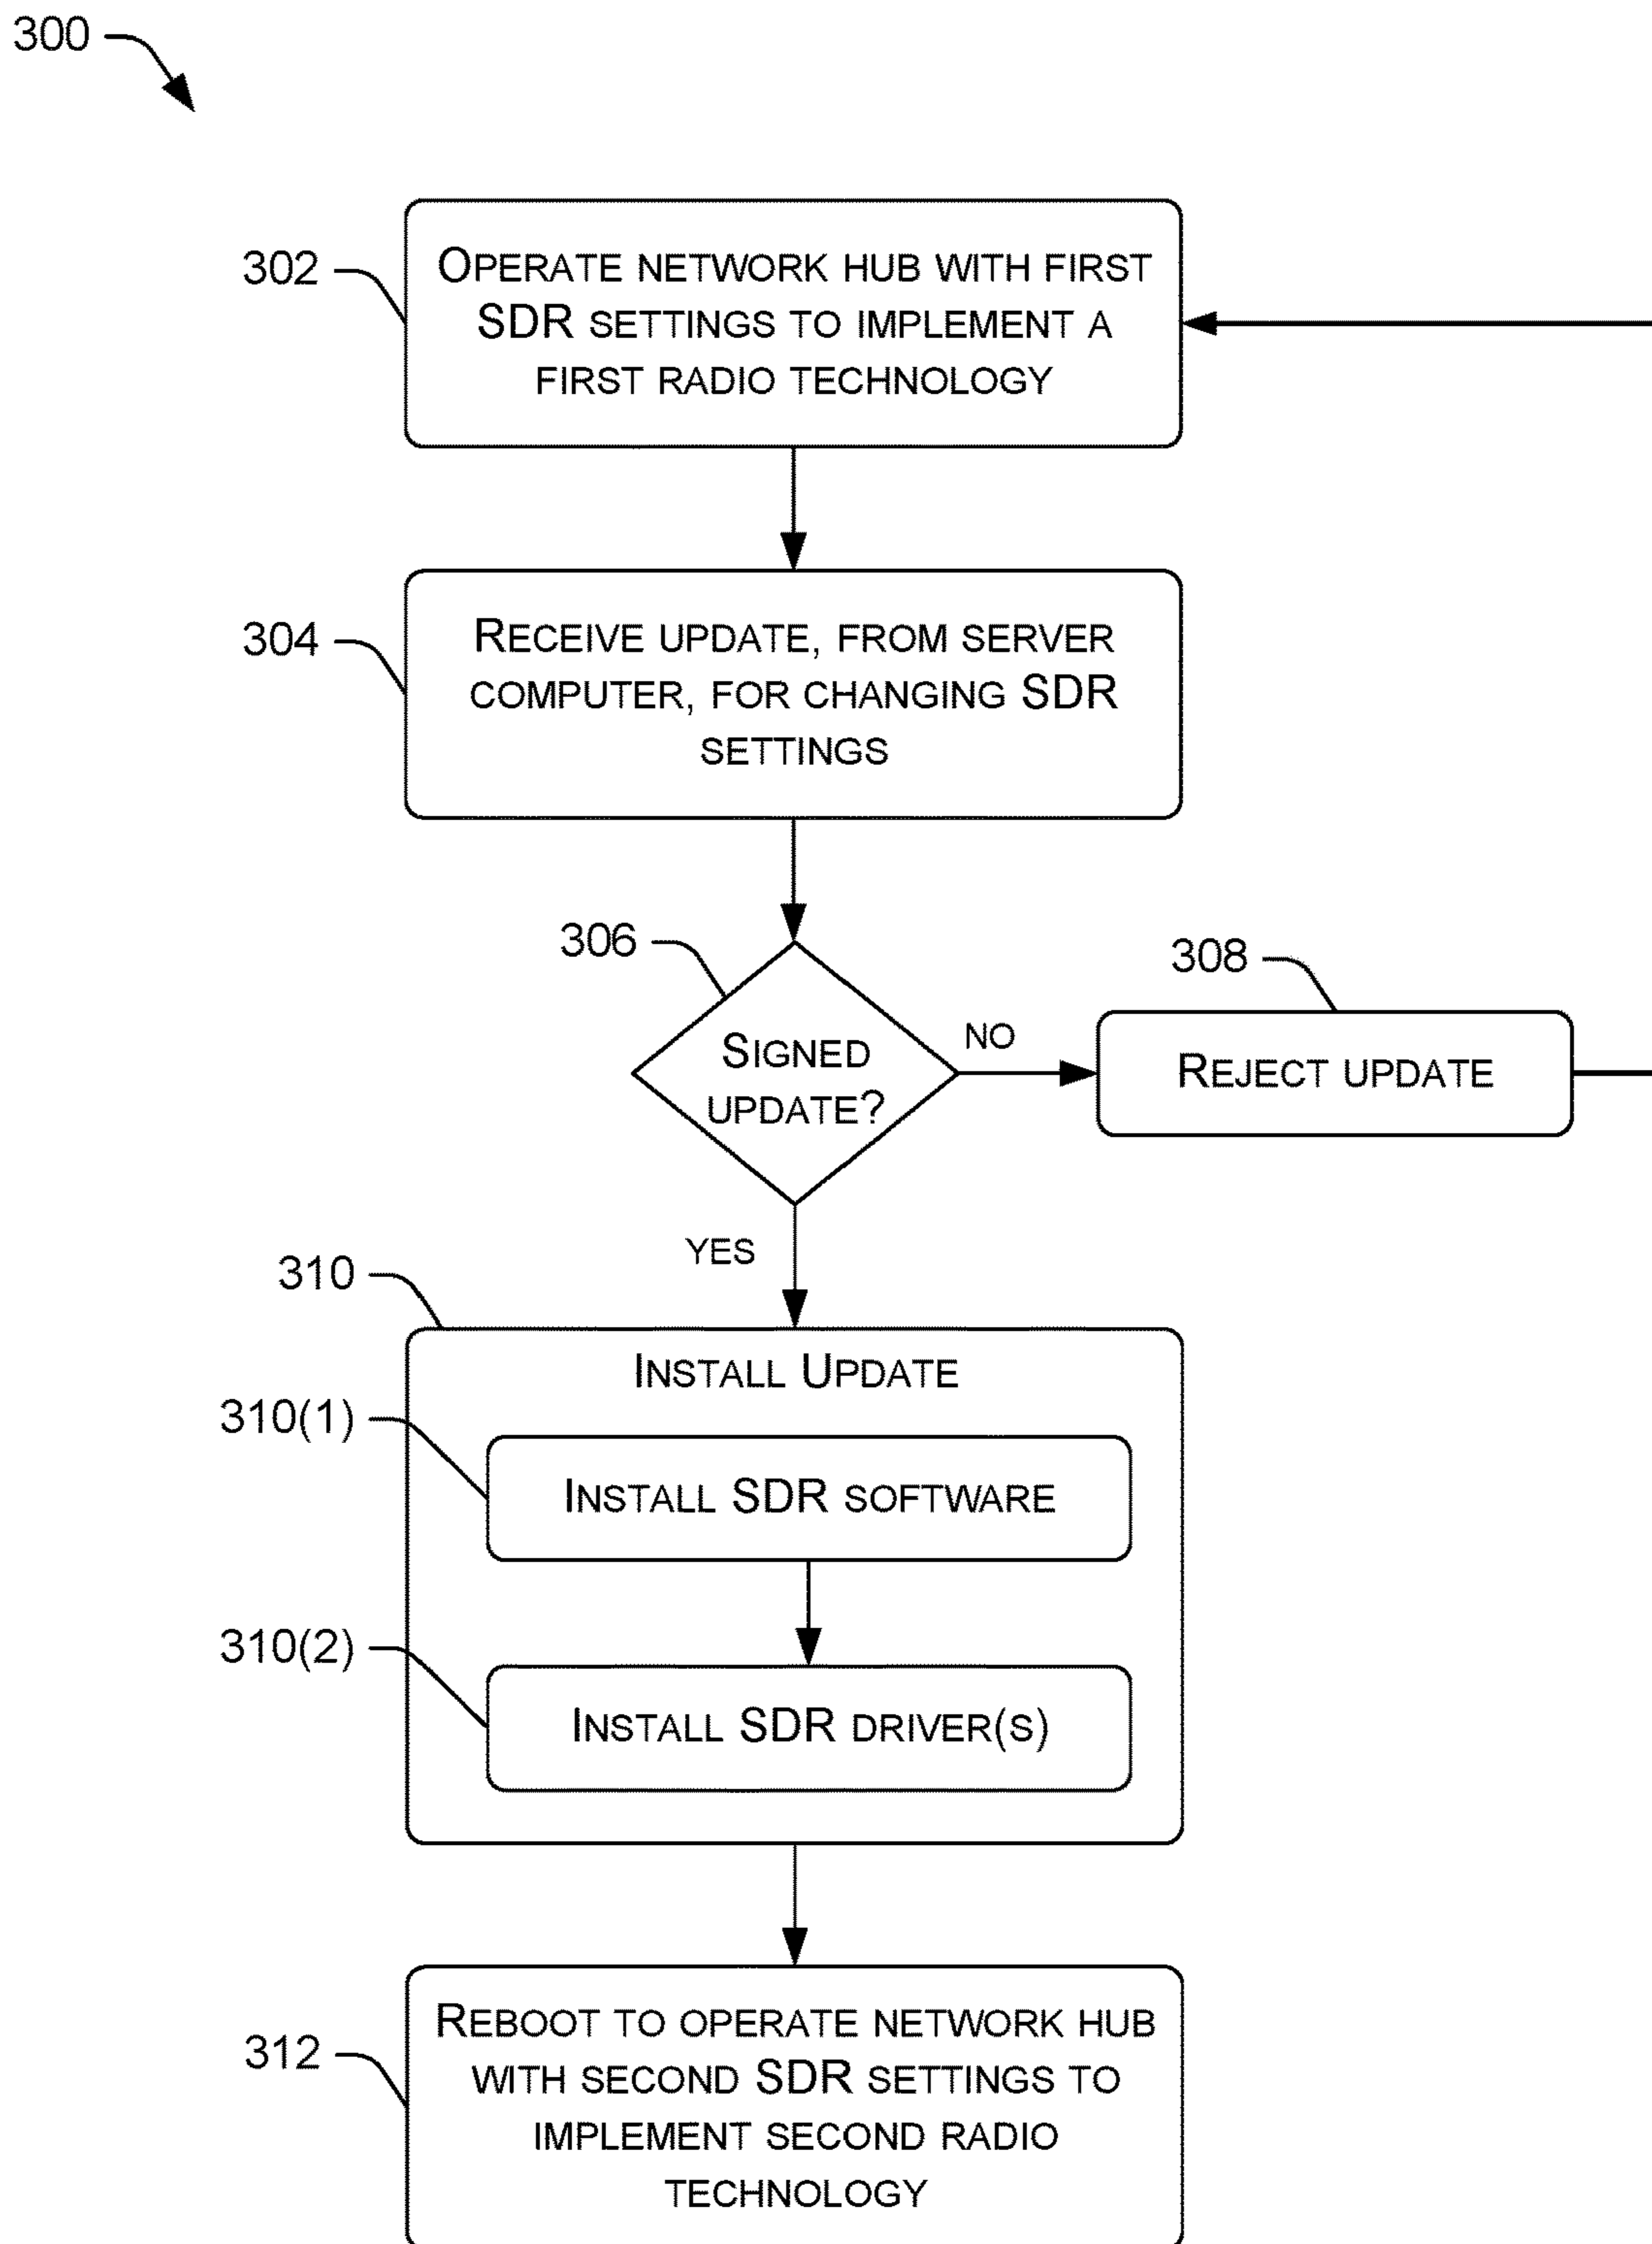 300
302
OPERATE NETWORK HUB WITH FIRST
SDR SETTINGS TO IMPLEMENT A
FIRST RADIO TECHNOLOGY
304
RECEIVE UPDATE, FROM SERVER
COMPUTER, FOR CHANGING SDR
SETTINGS
306
SIGNED
UPDATE?
NO
308
REJECT UPDATE
YES
310
INSTALL UPDATE
310(1)
INSTALL SDR SOFTWARE
310(2)
INSTALL SDR DRIVER(S)
312
REBOOT TO OPERATE NETWORK HUB
WITH SECOND SDR SETTINGS TO
IMPLEMENT SECOND RADIO
TECHNOLOGY